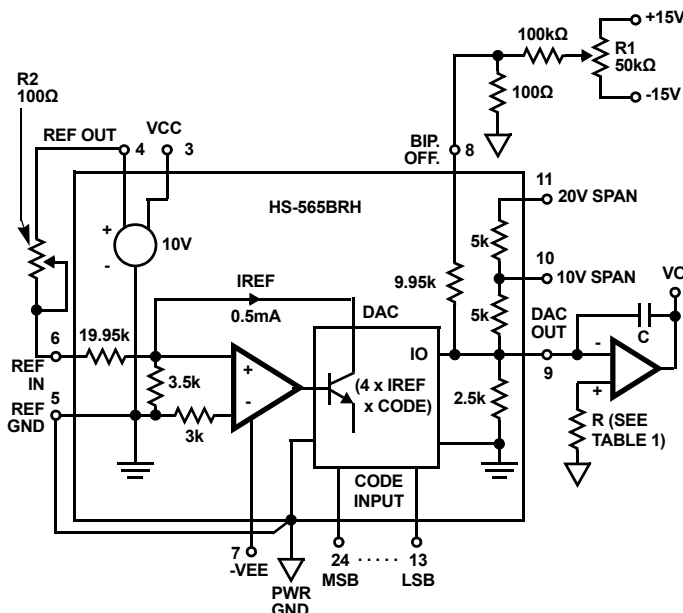 +15V
100kΩ
R1
50kΩ
-15V
100Ω
R2
100Ω
REF OUT
4
VCC
3
BIP.
OFF.
8
HS-565BRH
11
20V SPAN
5k
10
10V SPAN
5k
+
-
10V
9.95k
IREF
0.5mA
DAC
DAC
OUT
9
VO
C
6
19.95k
REF
IN
5
REF
GND
3.5k
3k
+
-
IO
(4 x IREF
x CODE)
2.5k
-
+
R (SEE
TABLE 1)
CODE
INPUT
7
-VEE
PWR
GND
24 ..... 13
MSB LSB